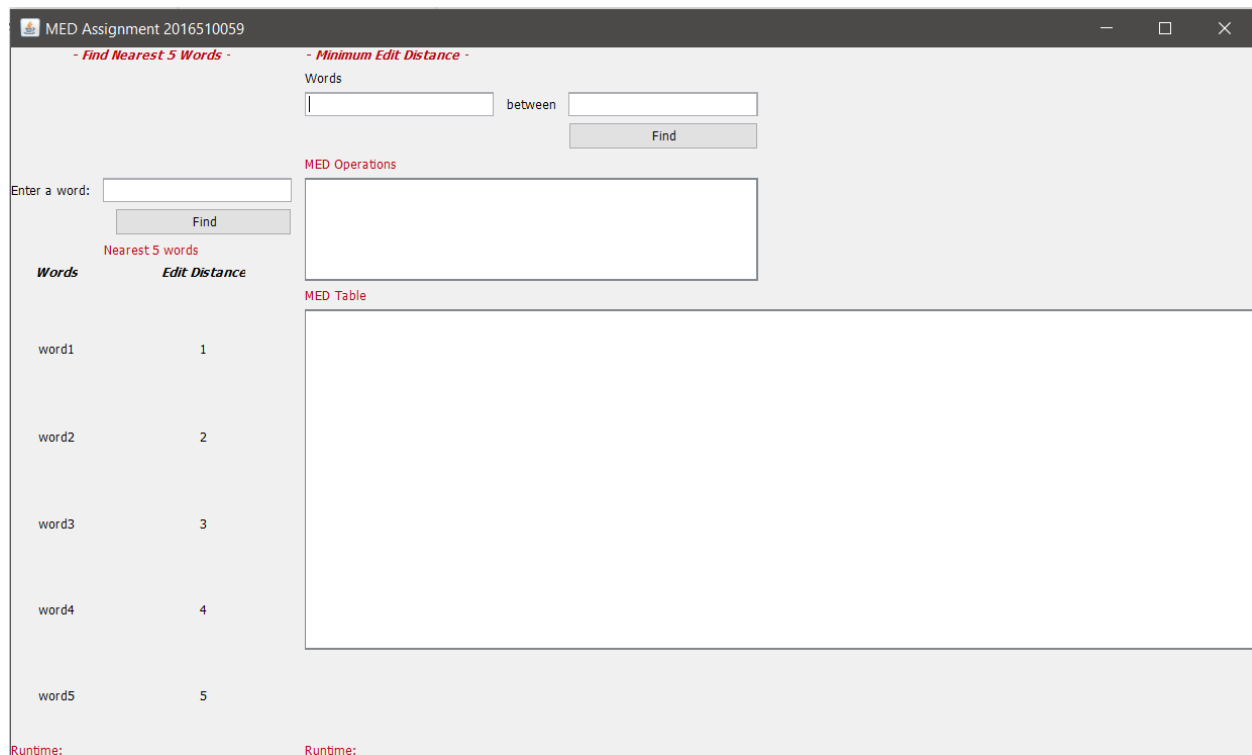 MED Assignment 2016510059
- Find Nearest 5 Words -
- Minimum Edit Distance -
Words
between
Find
MED Operations
Enter a word:
Find
Nearest 5 words
Words Edit Distance
MED Table
word1 1
word2 2
word3 3
word4 4
word5 5
Runtime:
Runtime: